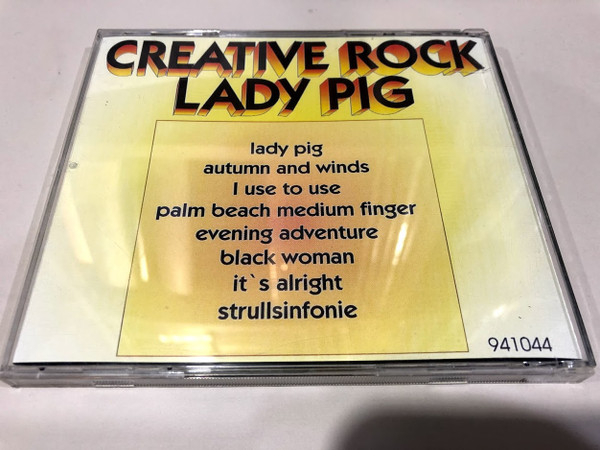 CREATIVE ROCK
LADY PIG
lady pig
autumn and winds
I use to use
palm beach medium finger
evening adventure
black woman
it`s alright
strullsinfonie
941044